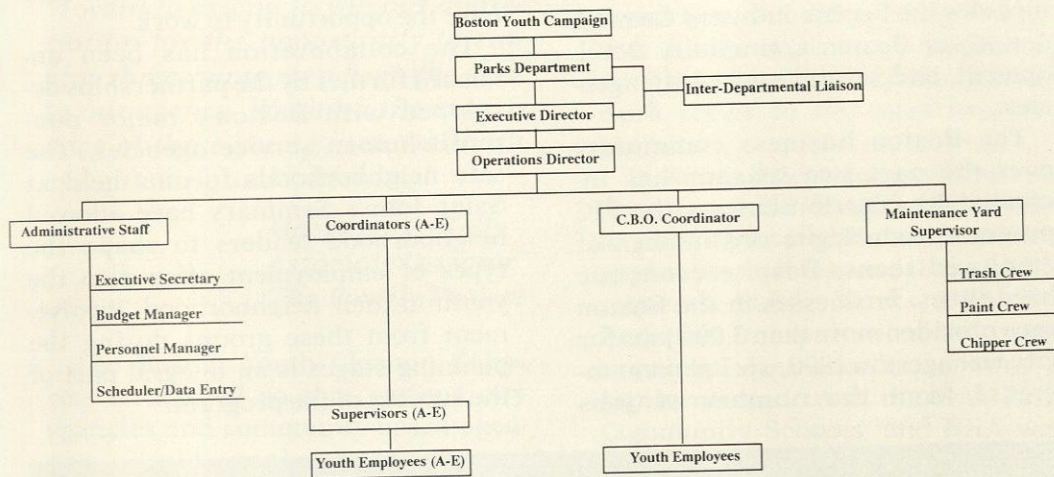 Boston Youth Campaign
Parks Department
Inter-Departmental Liaison
Executive Director
Operations Director
Administrative Staff
Coordinators (A-E)
C.B.O. Coordinator
Maintenance Yard
Supervisor
Executive Secretary
Budget Manager
Personnel Manager
Scheduler/Data Entry
Trash Crew
Paint Crew
Chipper Crew
Supervisors (A-E)
Youth Employees (A-E)
Youth Employees